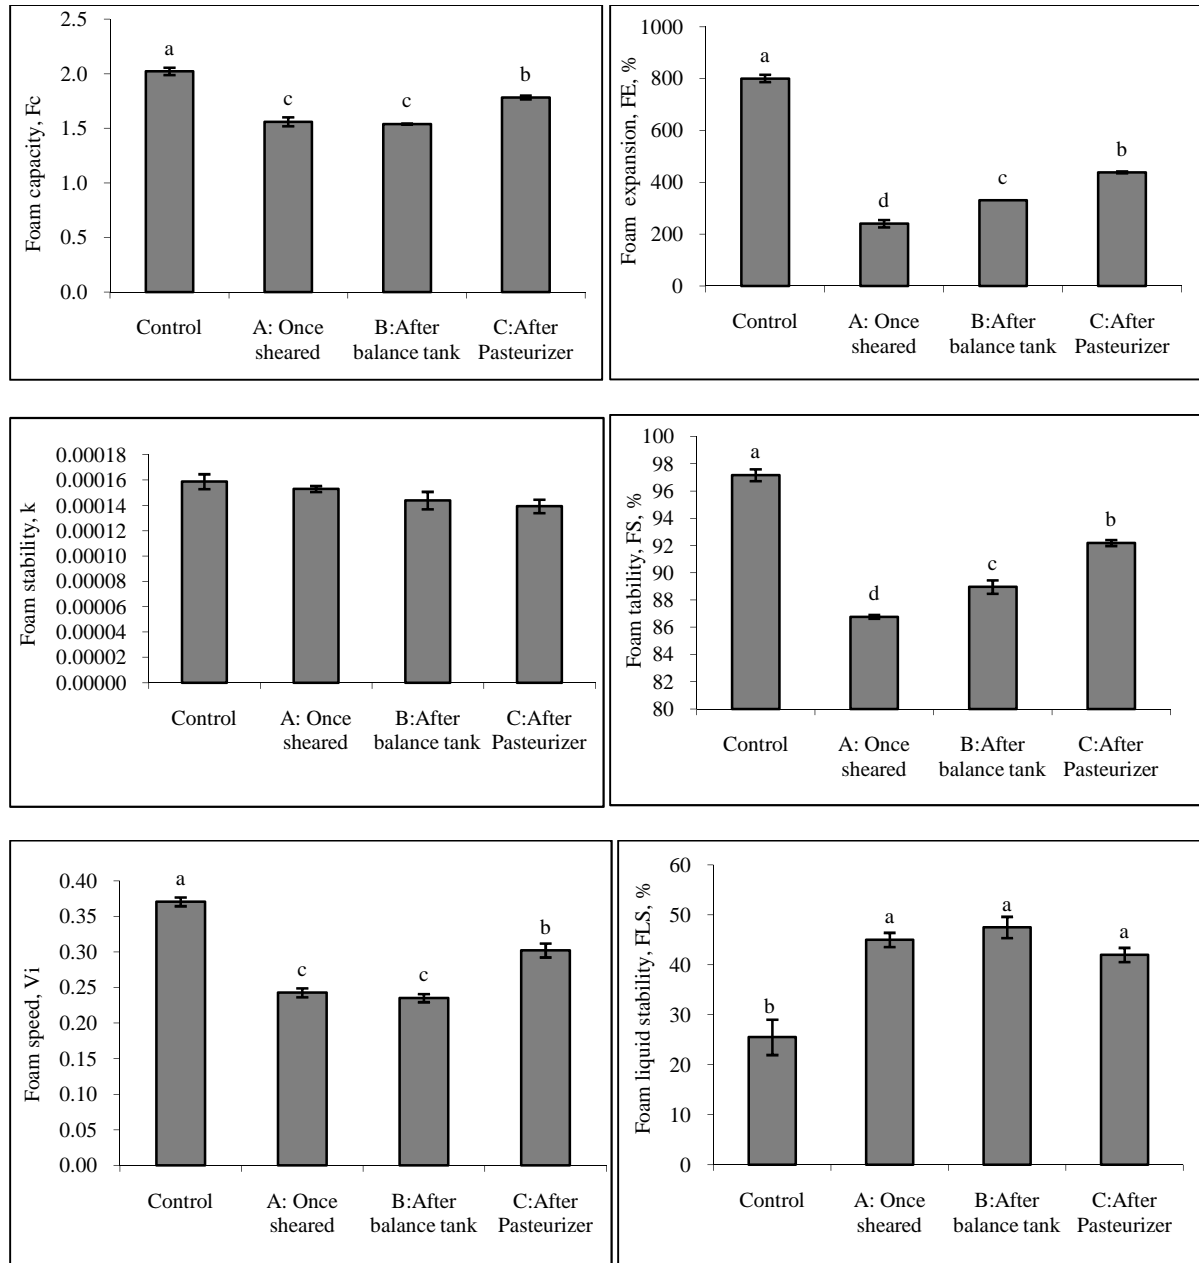 Foam capacity, Fc
2.5
2.0
1.5
1.0
0.5
0.0
a
c
c
b
Control
A: Once
sheared
B:After
balance tank
C:After
Pasteurizer
Foam expansion, FE, %
1000
800
600
400
200
0
a
d
c
b
Control
A: Once
sheared
B:After
balance tank
C:After
Pasteurizer
Foam stability, k
0.00018
0.00016
0.00014
0.00012
0.00010
0.00008
0.00006
0.00004
0.00002
0.00000
Control
A: Once
sheared
B:After
balance tank
C:After
Pasteurizer
Foam tability, FS, %
100
98
96
94
92
90
88
86
84
82
80
a
d
c
b
Control
A: Once
sheared
B:After
balance tank
C:After
Pasteurizer
Foam speed, Vi
0.40
0.35
0.30
0.25
0.20
0.15
0.10
0.05
0.00
a
c
c
b
Control
A: Once
sheared
B:After
balance tank
C:After
Pasteurizer
Foam liquid stability, FLS, %
60
50
40
30
20
10
0
b
a
a
a
Control
A: Once
sheared
B:After
balance tank
C:After
Pasteurizer